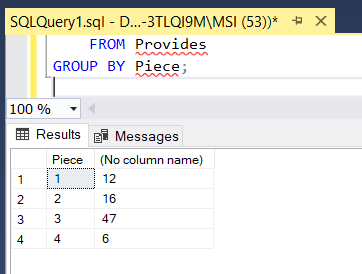 SQLQuery1.sql - D...-3TLQI9M\MSI (53))*
FROM Provides
GROUP BY Piece;
100 %
Results Messages
Piece (No column name)
1 1 12
2 2 16
3 3 47
4 4 6